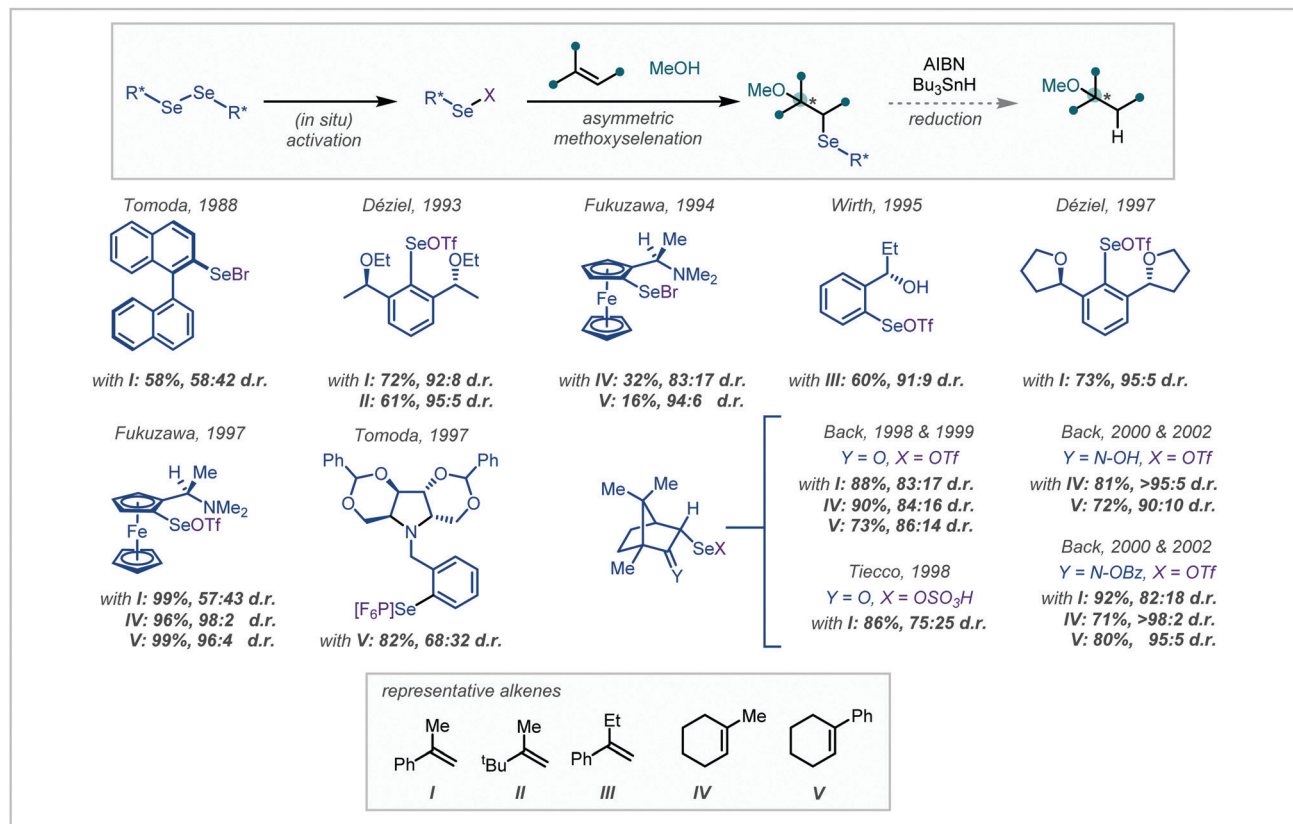 R*
Se
Se
R*
(in situ)
activation
R*
Se
X
MeOH
asymmetric
methoxyselenation
MeO
*
Se
R*
AIBN
Bu₃SnH
reduction
MeO
*
H
Tomoda, 1988
SeBr
with I: 58%, 58:42 d.r.
Déziel, 1993
SeOTf
OEt
OEt
with I: 72%, 92:8 d.r.
II: 61%, 95:5 d.r.
Fukuzawa, 1994
H
Me
NMe₂
SeBr
Fe
with IV: 32%, 83:17 d.r.
V: 16%, 94:6 d.r.
Wirth, 1995
Et
OH
SeOTf
with III: 60%, 91:9 d.r.
Déziel, 1997
SeOTf
O
O
with I: 73%, 95:5 d.r.
Fukuzawa, 1997
H
Me
NMe₂
SeOTf
Fe
with I: 99%, 57:43 d.r.
IV: 96%, 98:2 d.r.
V: 99%, 96:4 d.r.
Tomoda, 1997
Ph
O
O
Ph
O
O
N
[F₆P]Se
with V: 82%, 68:32 d.r.
Me
Me
H
SeX
Me
Y
Back, 1998 & 1999
Y = O, X = OTf
with I: 88%, 83:17 d.r.
IV: 90%, 84:16 d.r.
V: 73%, 86:14 d.r.
Tiecco, 1998
Y = O, X = OSO₃H
with I: 86%, 75:25 d.r.
Back, 2000 & 2002
Y = N-OH, X = OTf
with IV: 81%, >95:5 d.r.
V: 72%, 90:10 d.r.
Back, 2000 & 2002
Y = N-OBz, X = OTf
with I: 92%, 82:18 d.r.
IV: 71%, >98:2 d.r.
V: 80%, 95:5 d.r.
representative alkenes
Me
Ph
I
Me
ᵗBu
II
Et
Ph
III
Me
IV
Ph
V